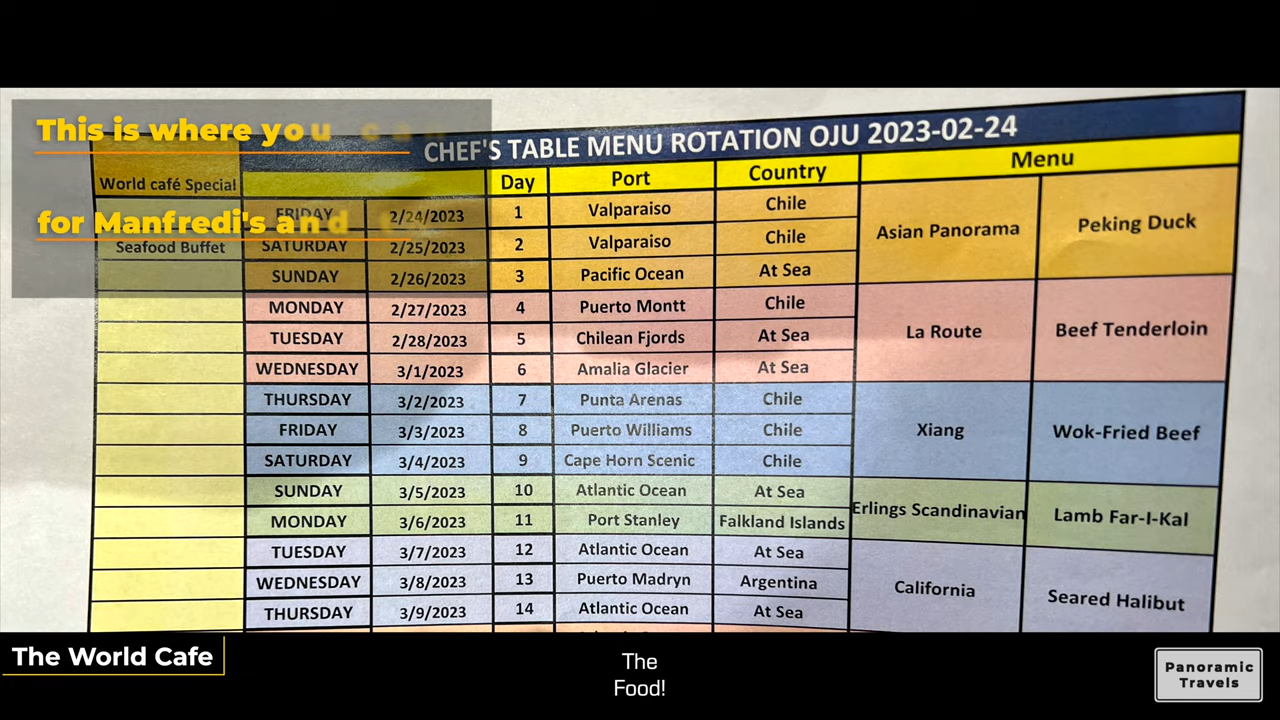 This is where you can
for Manfredi's and
CHEF'S TABLE MENU ROTATION OJU 2023-02-24
World café Special Day Port Country Menu
FRIDAY 2/24/2023 1 Valparaiso Chile
Seafood Buffet SATURDAY 2/25/2023 2 Valparaiso Chile Asian Panorama Peking Duck
SUNDAY 2/26/2023 3 Pacific Ocean At Sea
MONDAY 2/27/2023 4 Puerto Montt Chile
TUESDAY 2/28/2023 5 Chilean Fjords At Sea La Route Beef Tenderloin
WEDNESDAY 3/1/2023 6 Amalia Glacier At Sea
THURSDAY 3/2/2023 7 Punta Arenas Chile
FRIDAY 3/3/2023 8 Puerto Williams Chile Xiang Wok-Fried Beef
SATURDAY 3/4/2023 9 Cape Horn Scenic Chile
SUNDAY 3/5/2023 10 Atlantic Ocean At Sea Erlings Scandinavian Lamb Far-I-Kal
MONDAY 3/6/2023 11 Port Stanley Falkland Islands
TUESDAY 3/7/2023 12 Atlantic Ocean At Sea
WEDNESDAY 3/8/2023 13 Puerto Madryn Argentina California Seared Halibut
THURSDAY 3/9/2023 14 Atlantic Ocean At Sea
The World Cafe
The
Food!
Panoramic
Travels